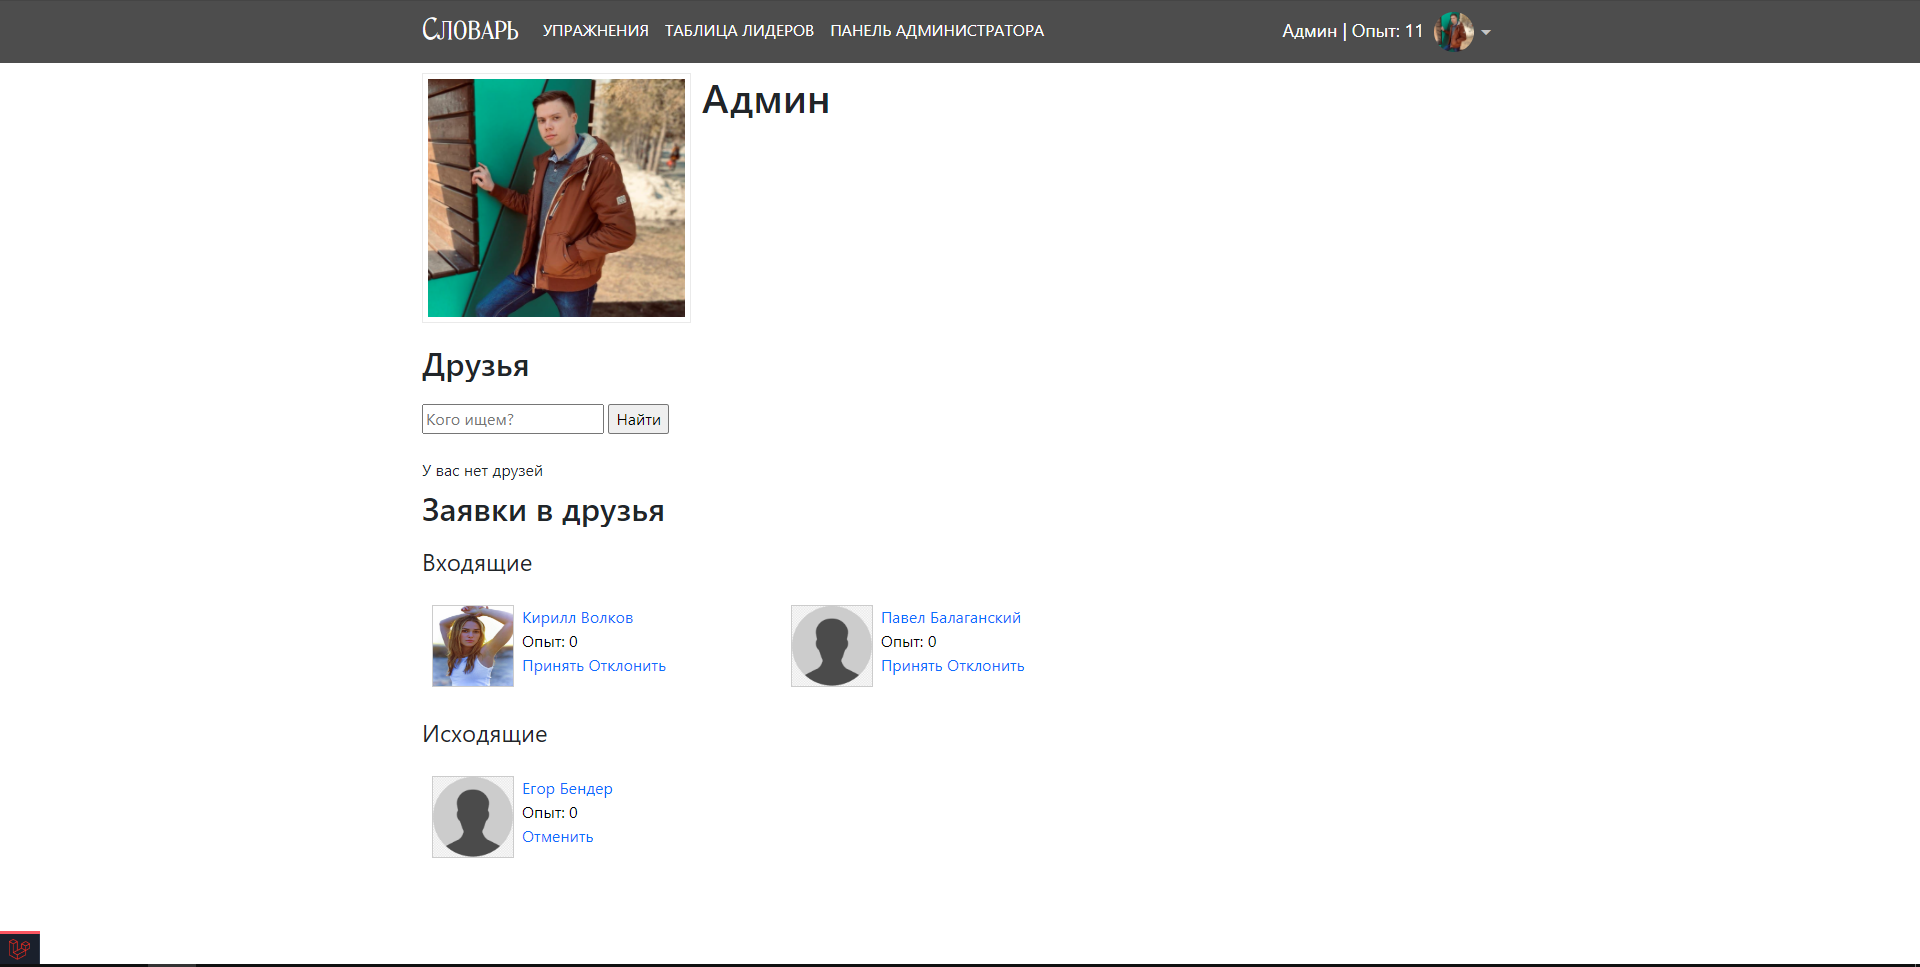 Словарь УПРАЖНЕНИЯ ТАБЛИЦА ЛИДЕРОВ ПАНЕЛЬ АДМИНИСТРАТОРА Админ | Опыт: 11
Админ
Друзья
Кого ищем? Найти
У вас нет друзей
Заявки в друзья
Входящие
Кирилл Волков
Опыт: 0
Принять Отклонить
Павел Балаганский
Опыт: 0
Принять Отклонить
Исходящие
Егор Бендер
Опыт: 0
Отменить